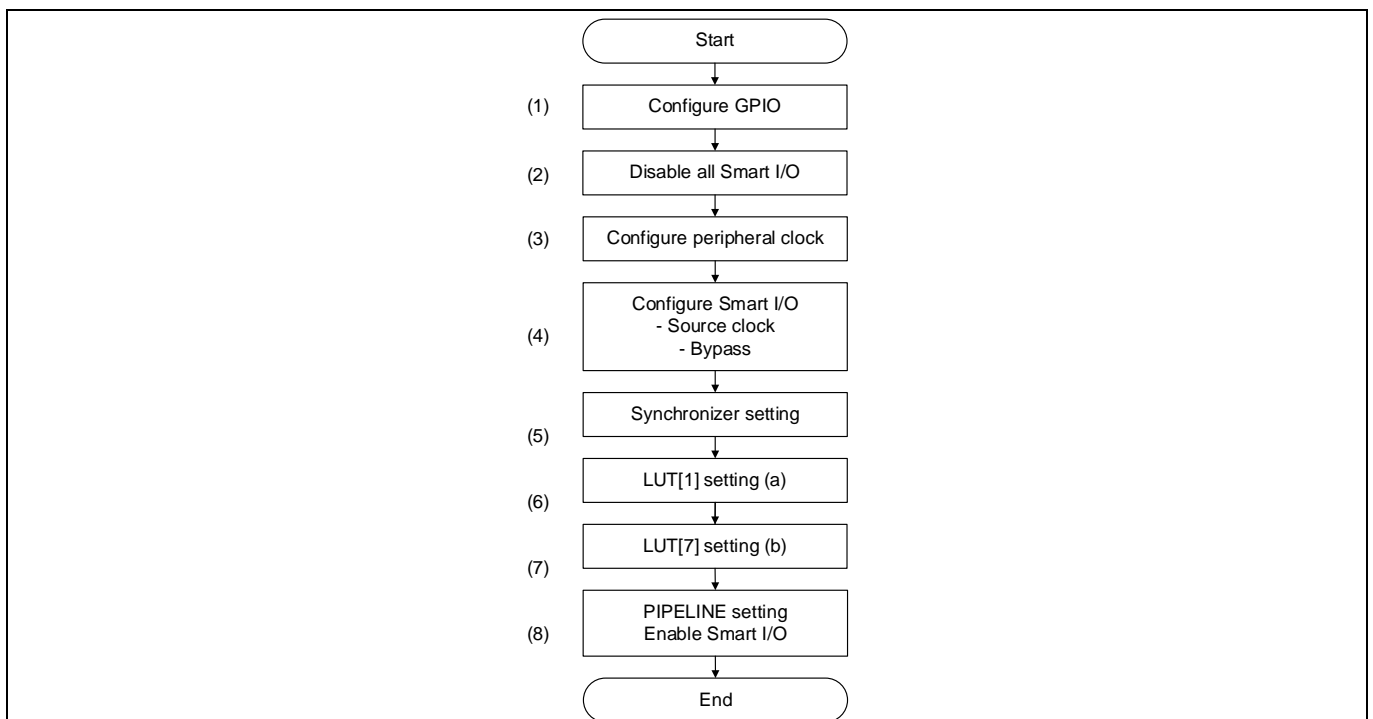 Start
(1)
Configure GPIO
(2)
Disable all Smart I/O
(3)
Configure peripheral clock
(4)
Configure Smart I/O
- Source clock
- Bypass
Synchronizer setting
(5)
LUT[1] setting (a)
(6)
LUT[7] setting (b)
(7)
PIPELINE setting
(8)
Enable Smart I/O
End